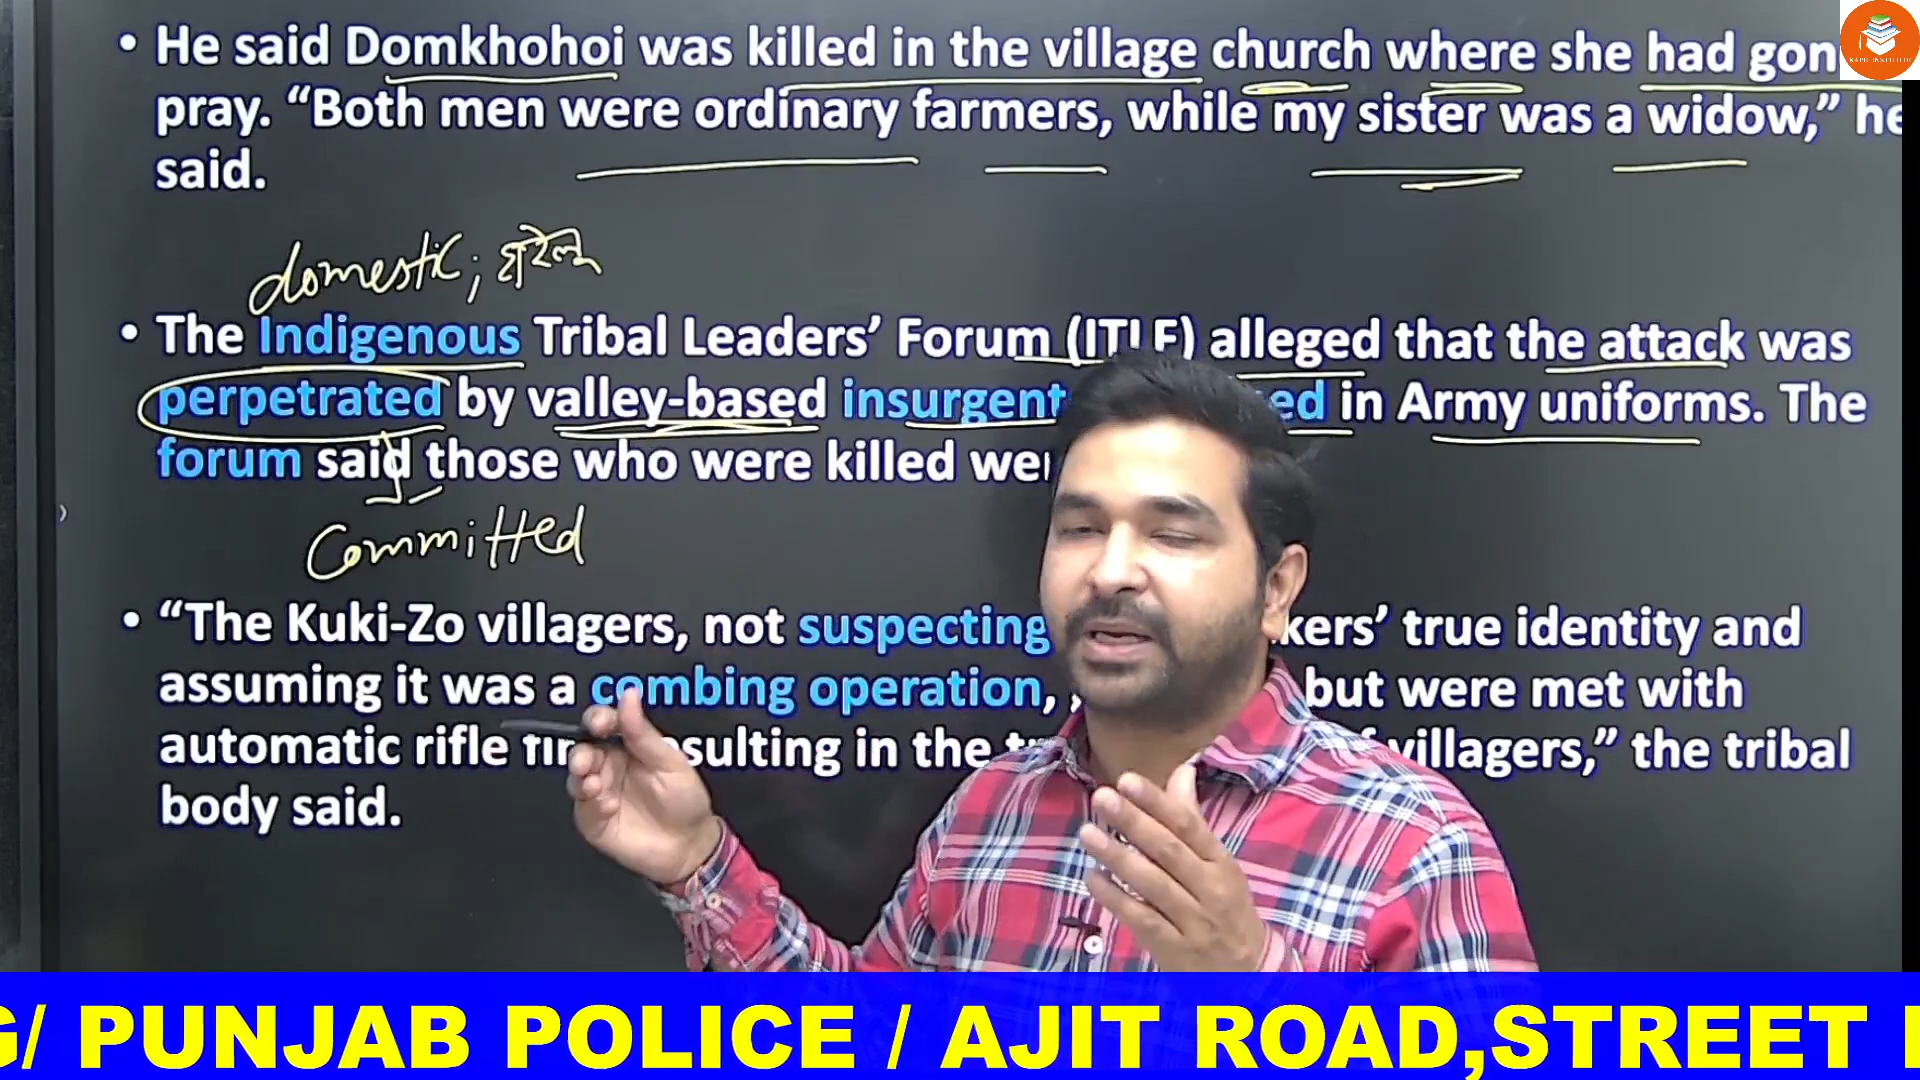 • He said Domkhohoi was killed in the village church where she had gon
pray. “Both men were ordinary farmers, while my sister was a widow,” he
said.
domestic; घरेलू
• The Indigenous Tribal Leaders’ Forum (ITLF) alleged that the attack was
perpetrated by valley-based insurgent ed in Army uniforms. The
forum said those who were killed wer
Committed
• “The Kuki-Zo villagers, not suspecting kers’ true identity and
assuming it was a combing operation, but were met with
automatic rifle sulting in the villagers,” the tribal
body said.
G/ PUNJAB POLICE / AJIT ROAD,STREET